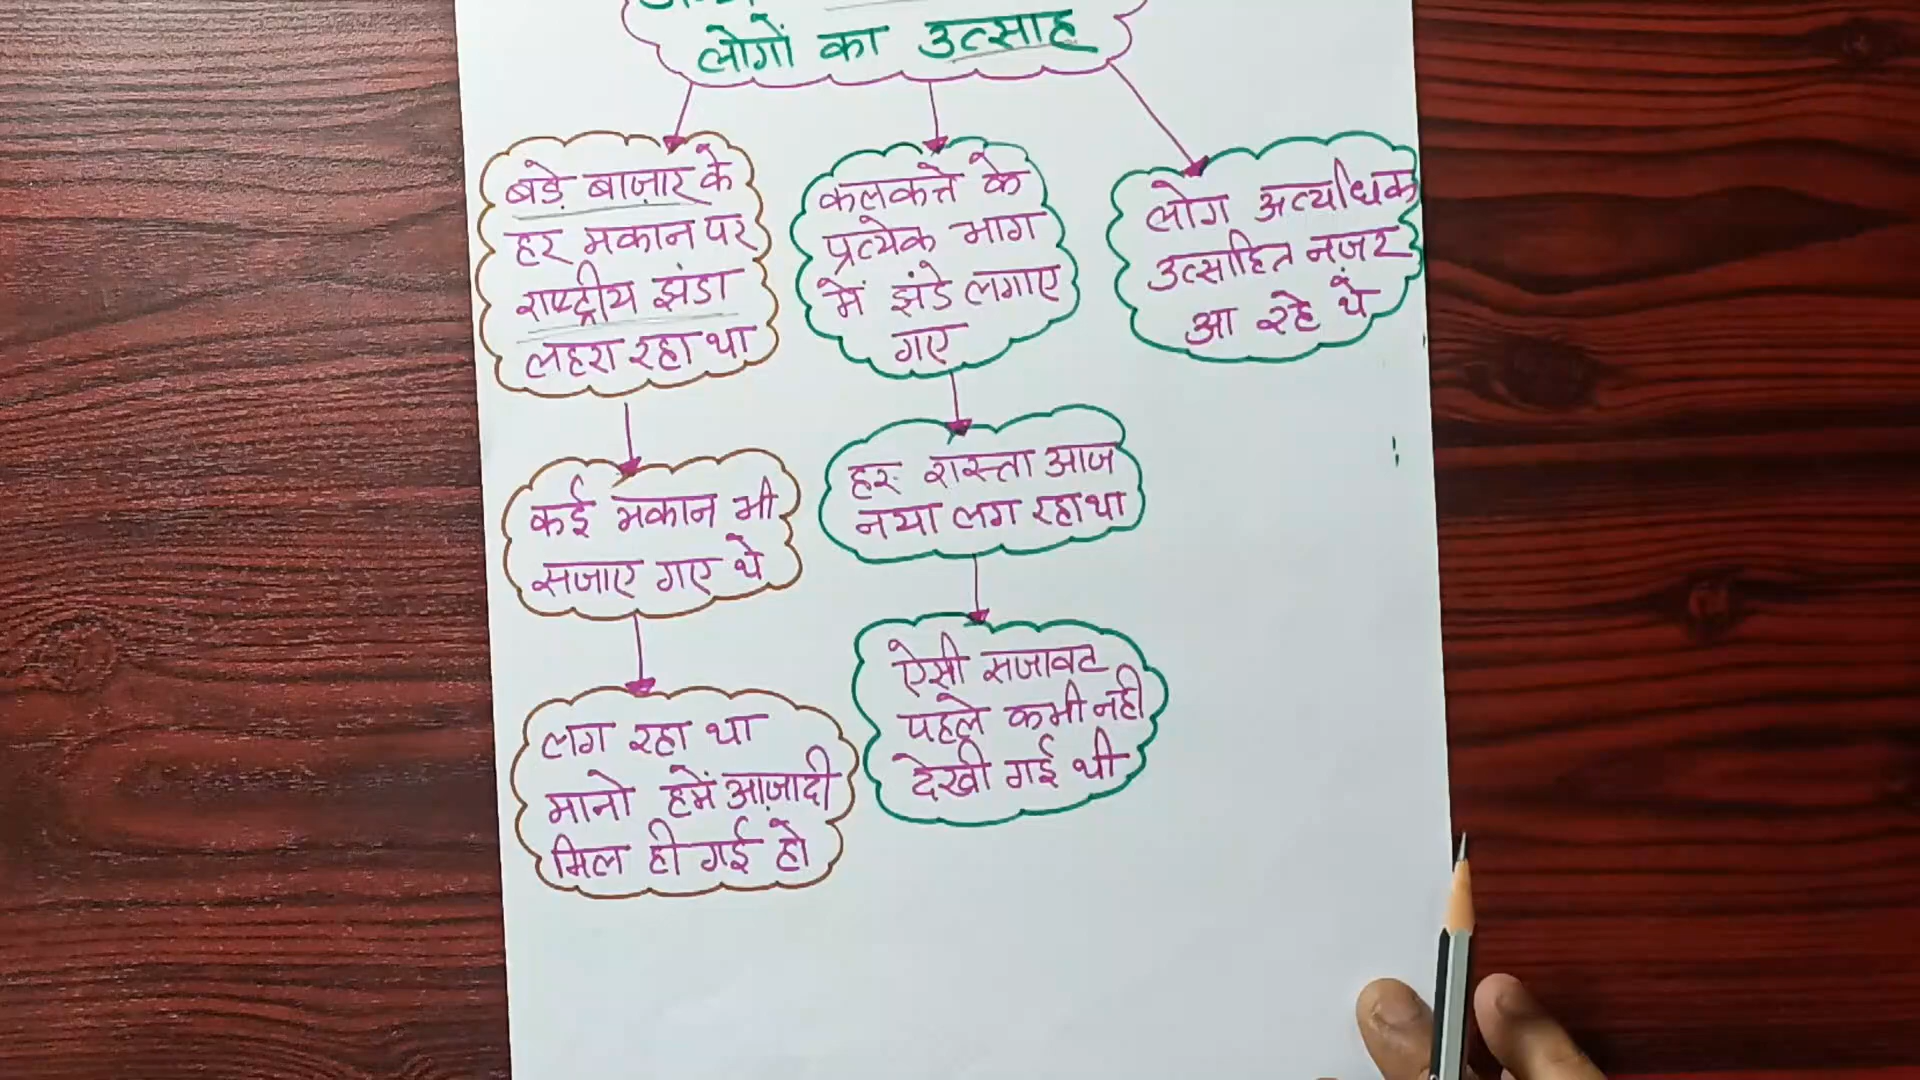 लोगों का उत्साह
बड़े बाज़ार के
हर मकान पर
राष्ट्रीय झंडा
लहरा रहा था
कई मकान भी
सजाए गए थे
लग रहा था
मानो हमें आज़ादी
मिल ही गई हो
कलकत्ते के
प्रत्येक भाग
में झंडे लगाए
गए
हर रास्ता आज
नया लग रहा था
ऐसी सजावट
पहले कभी नही
देखी गई थी
लोग अत्यधिक
उत्साहित नज़र
आ रहे थे